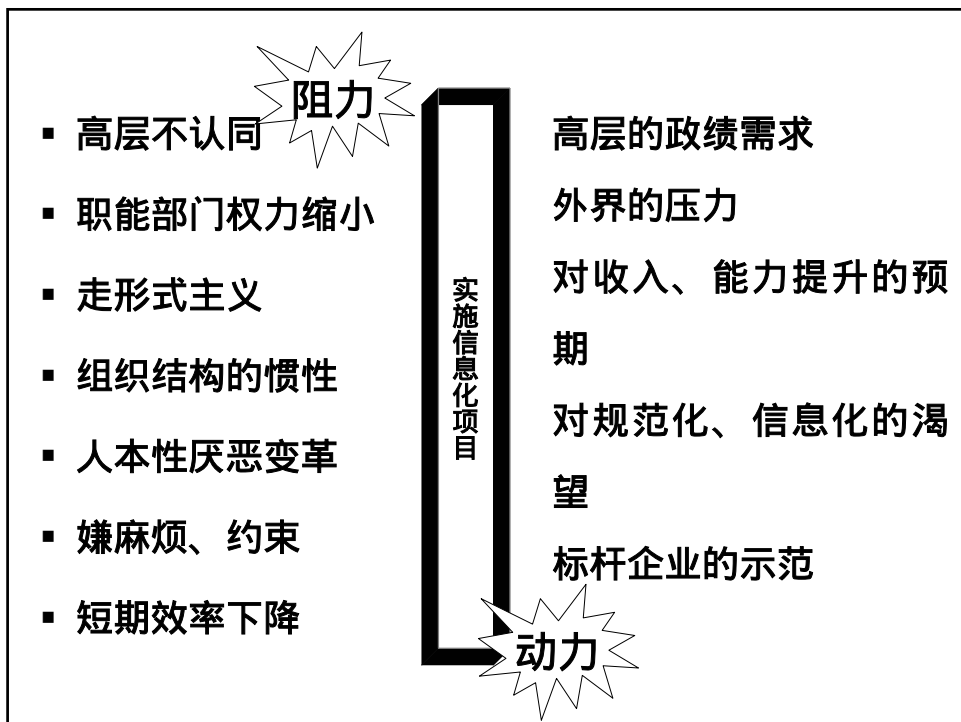 阻力
▪ 高层不认同
▪ 职能部门权力缩小
▪ 走形式主义
▪ 组织结构的惯性
▪ 人本性厌恶变革
▪ 嫌麻烦、约束
▪ 短期效率下降
实施信息化项目
高层的政绩需求
外界的压力
对收入、能力提升的预
期
对规范化、信息化的渴
望
标杆企业的示范
动力